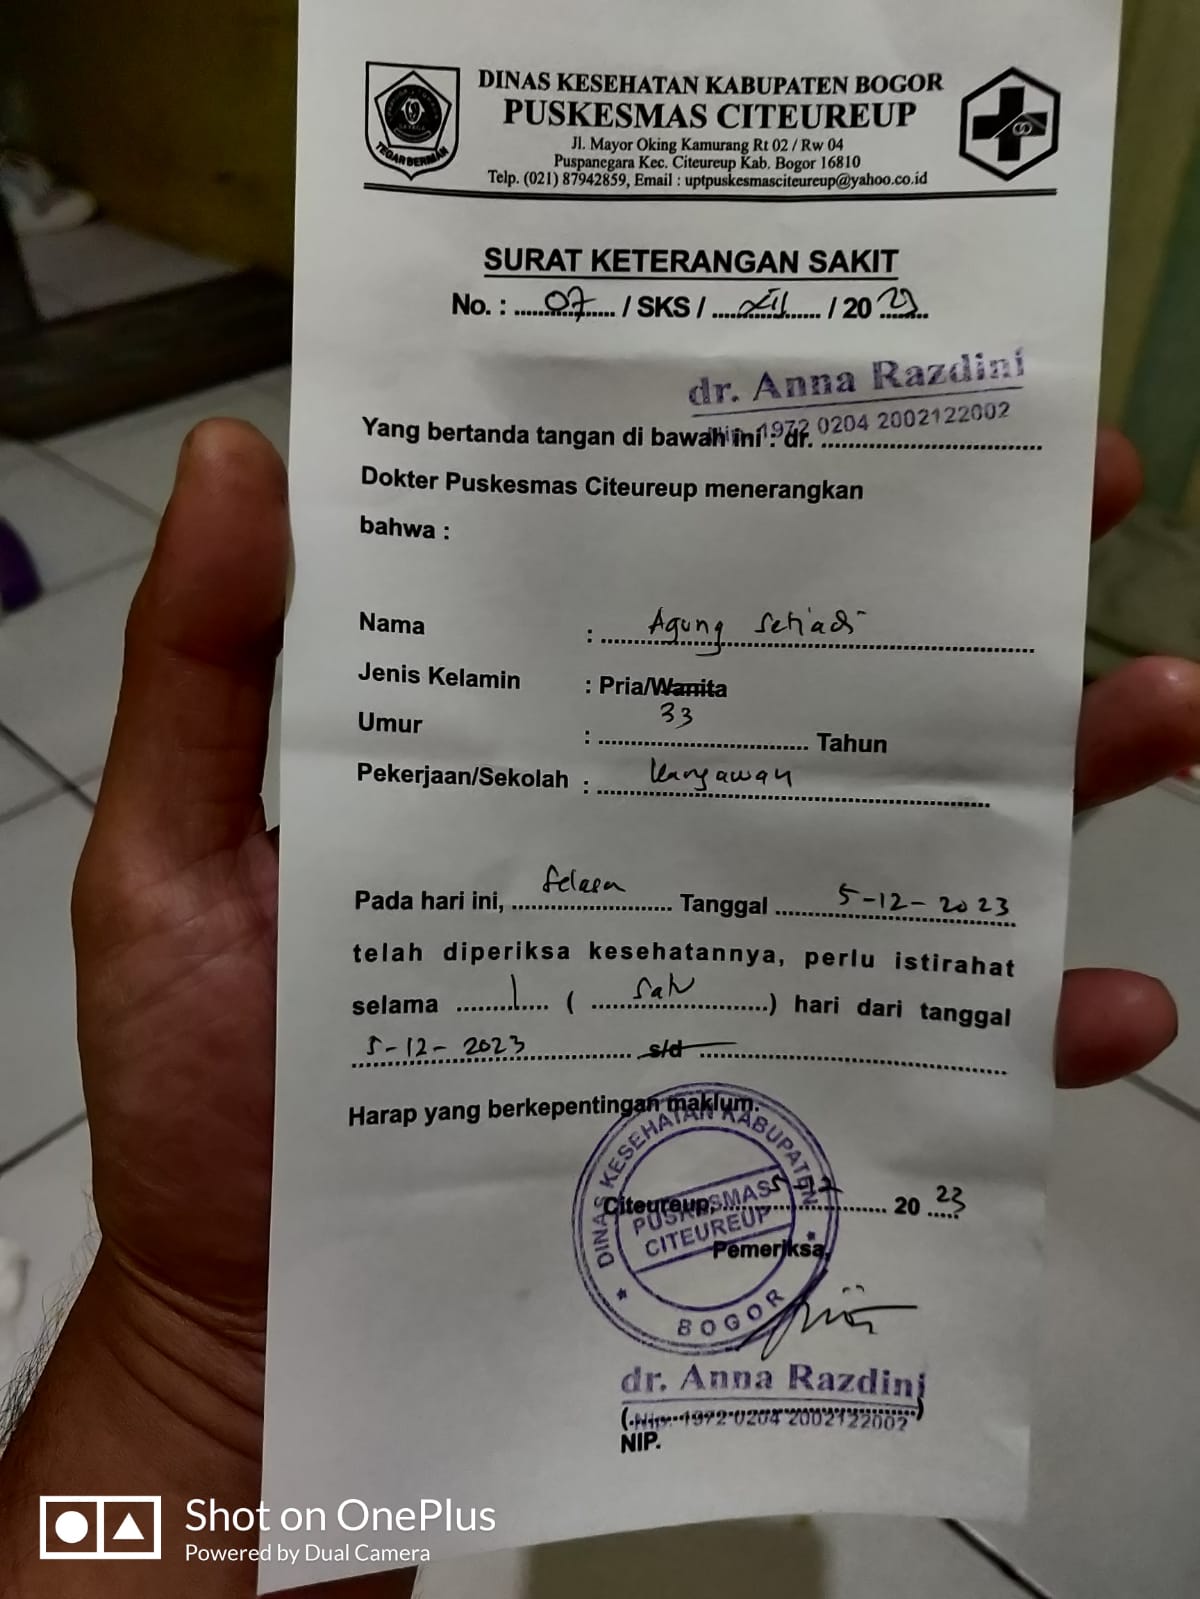 DINAS KESEHATAN KABUPATEN BOGOR
PUSKESMAS CITEUREUP
Jl. Mayor Oking Kamurang Rt 02 / Rw 04
Puspanegara Kec. Citeureup Kab. Bogor 16810
Telp. (021) 87942859, Email : uptpuskesmasciteureup@yahoo.co.id
TEGAR BERIMAN
SURAT KETERANGAN SAKIT
No. : 07 / SKS / XII / 2023
dr. Anna Razdini
Nip. 1972 0204 2002122002
Yang bertanda tangan di bawah ini : dr.
Dokter Puskesmas Citeureup menerangkan
bahwa :
Nama : Agung Setiadi
Jenis Kelamin : Pria/Wanita
Umur : 33 Tahun
Pekerjaan/Sekolah : Karyawan
Pada hari ini, Selasa Tanggal 5-12-2023
telah diperiksa kesehatannya, perlu istirahat
selama 1 ( Satu ) hari dari tanggal
5-12-2023 s/d
Harap yang berkepentingan maklum.
DINAS KESEHATAN KABUPATEN
PUSKESMAS
CITEUREUP
BOGOR
Citeureup, 5-12 2023
Pemeriksa,
dr. Anna Razdini
(Nip. 1972 0204 2002122002)
NIP.
Shot on OnePlus
Powered by Dual Camera